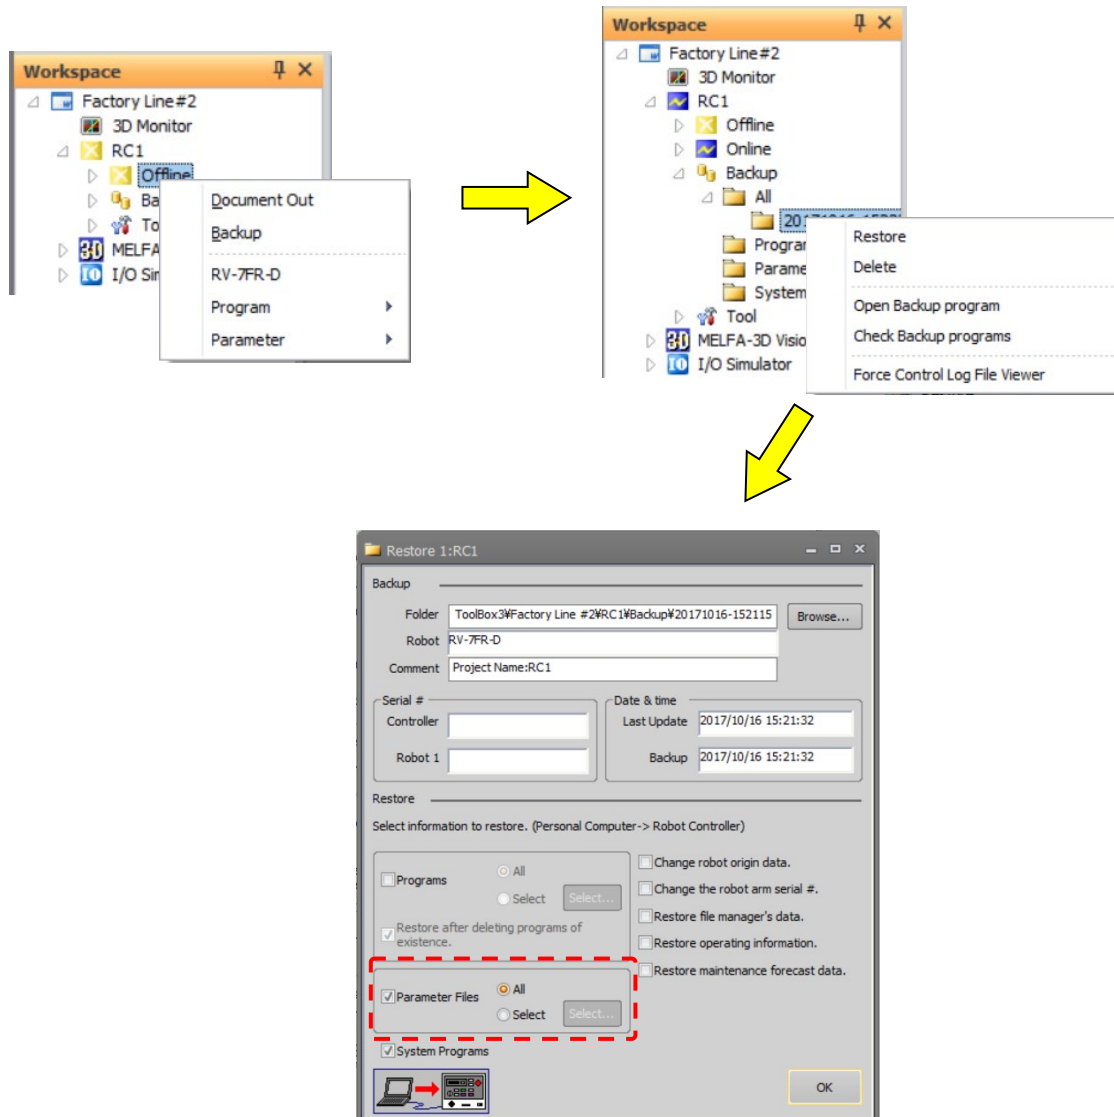 Workspace
Factory Line #2
3D Monitor
RC1
Offline
Ba
To
MELFA
I/O Sim
Document Out
Backup
RV-7FR-D
Program
Parameter
Workspace
Factory Line #2
3D Monitor
RC1
Offline
Online
Backup
All
Program
Parame
System
Tool
MELFA-3D Visio
I/O Simulator
Restore
Delete
Open Backup program
Check Backup programs
Force Control Log File Viewer
Restore 1:RC1
Backup
Folder ToolBox3¥Factory Line #2¥RC1¥Backup¥20171016-152115 Browse...
Robot RV-7FR-D
Comment Project Name:RC1
Serial #
Controller
Robot 1
Date & time
Last Update 2017/10/16 15:21:32
Backup 2017/10/16 15:21:32
Restore
Select information to restore. (Personal Computer-> Robot Controller)
Programs
All
Select Select...
Restore after deleting programs of
existence.
Parameter Files
All
Select Select...
System Programs
Change robot origin data.
Change the robot arm serial #.
Restore file manager's data.
Restore operating information.
Restore maintenance forecast data.
OK